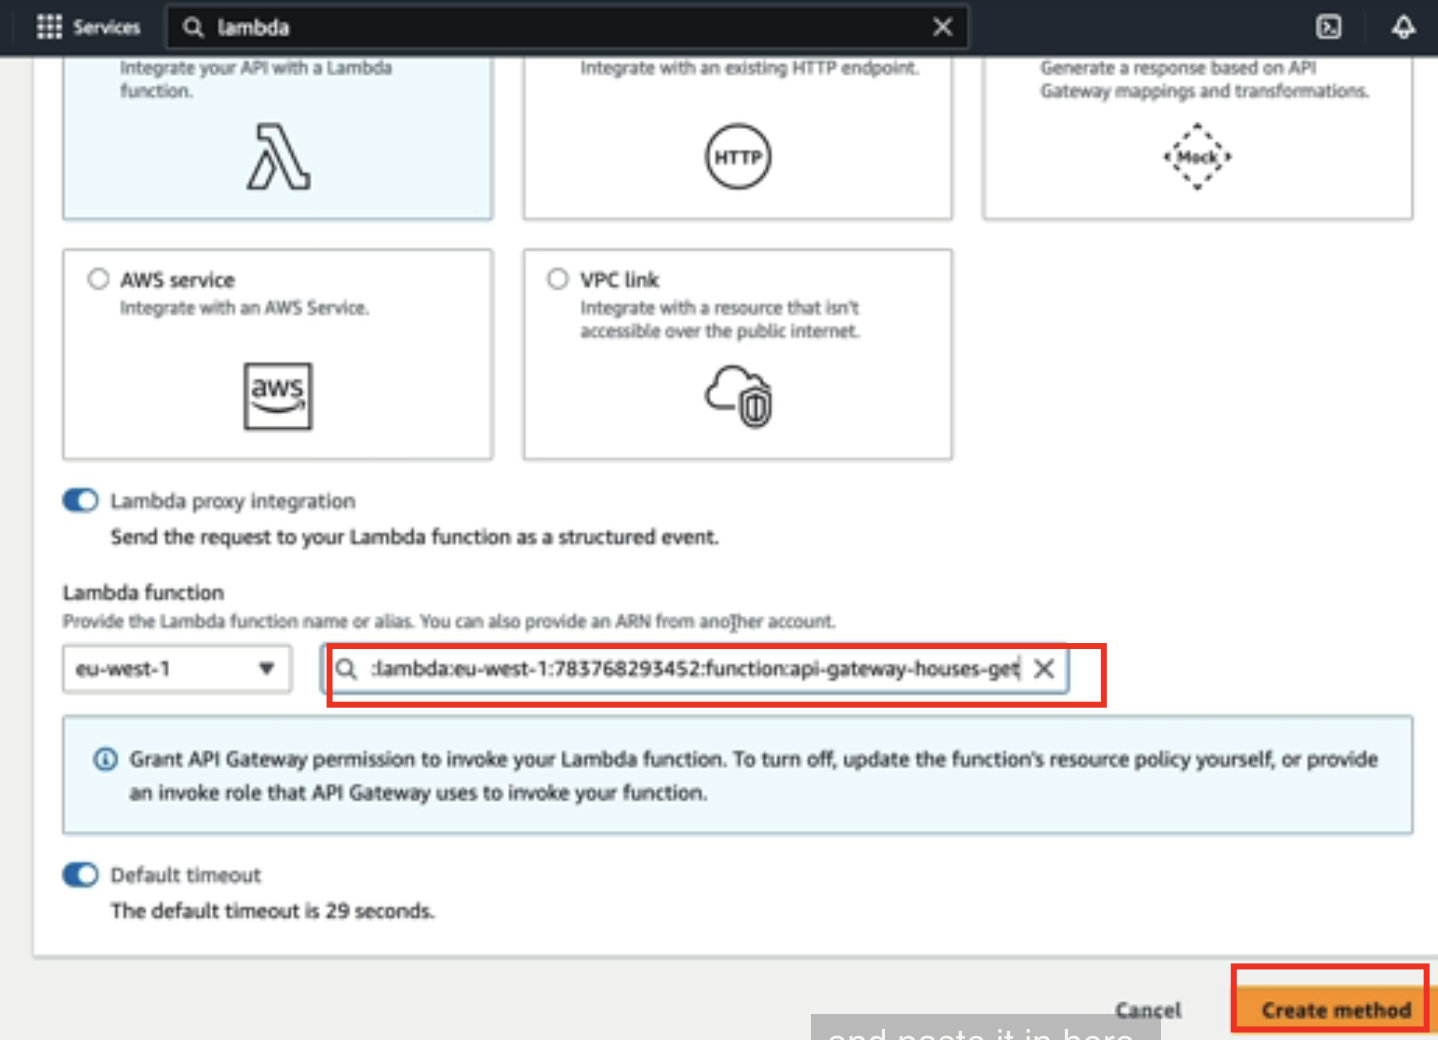 Services
lambda
Integrate your API with a Lambda
function.
Integrate with an existing HTTP endpoint.
Generate a response based on API
Gateway mappings and transformations.
HTTP
Mock
AWS service
Integrate with an AWS Service.
aws
VPC link
Integrate with a resource that isn't
accessible over the public internet.
Lambda proxy integration
Send the request to your Lambda function as a structured event.
Lambda function
Provide the Lambda function name or alias. You can also provide an ARN from another account.
eu-west-1
:lambda:eu-west-1:783768293452:function:api-gateway-houses-get
Grant API Gateway permission to invoke your Lambda function. To turn off, update the function's resource policy yourself, or provide
an invoke role that API Gateway uses to invoke your function.
Default timeout
The default timeout is 29 seconds.
Cancel
Create method
and paste it in here